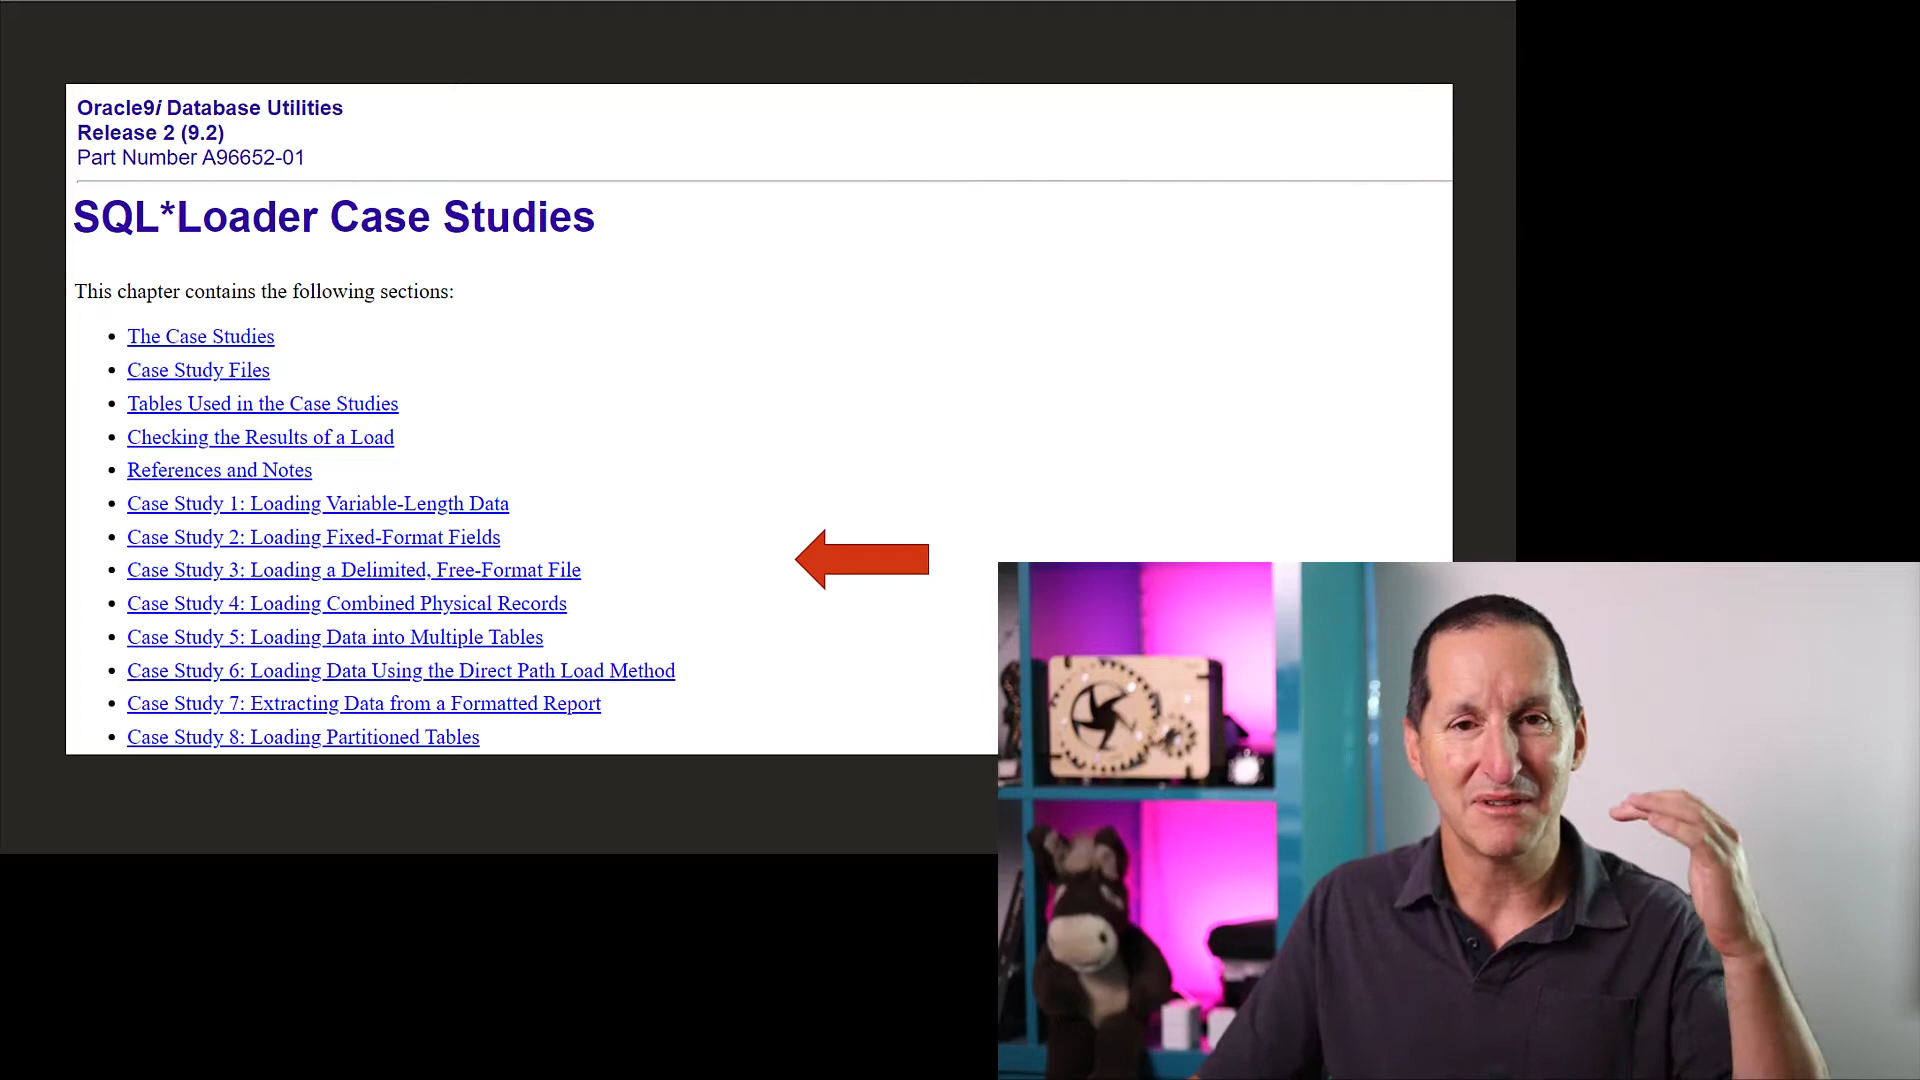 Oracle9i Database Utilities
Release 2 (9.2)
Part Number A96652-01
SQL*Loader Case Studies
This chapter contains the following sections:
The Case Studies
Case Study Files
Tables Used in the Case Studies
Checking the Results of a Load
References and Notes
Case Study 1: Loading Variable-Length Data
Case Study 2: Loading Fixed-Format Fields
Case Study 3: Loading a Delimited, Free-Format File
Case Study 4: Loading Combined Physical Records
Case Study 5: Loading Data into Multiple Tables
Case Study 6: Loading Data Using the Direct Path Load Method
Case Study 7: Extracting Data from a Formatted Report
Case Study 8: Loading Partitioned Tables